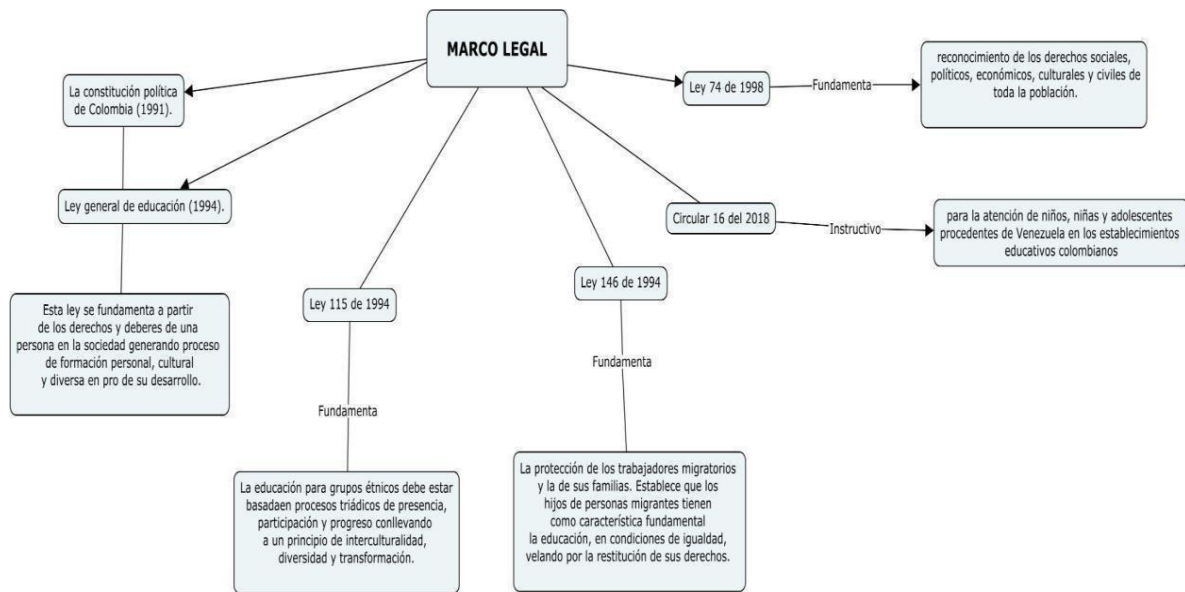 MARCO LEGAL
La constitución política
de Colombia (1991).
Ley general de educación (1994).
Esta ley se fundamenta a partir
de los derechos y deberes de una
persona en la sociedad generando proceso
de formación personal, cultural
y diversa en pro de su desarrollo.
Ley 115 de 1994
Fundamenta
La educación para grupos étnicos debe estar
basadaen procesos triádicos de presencia,
participación y progreso conllevando
a un principio de interculturalidad,
diversidad y transformación.
Ley 146 de 1994
Fundamenta
La protección de los trabajadores migratorios
y la de sus familias. Establece que los
hijos de personas migrantes tienen
como característica fundamental
la educación, en condiciones de igualdad,
velando por la restitución de sus derechos.
Circular 16 del 2018
Instructivo
para la atención de niños, niñas y adolescentes
procedentes de Venezuela en los establecimientos
educativos colombianos
Ley 74 de 1998
Fundamenta
reconocimiento de los derechos sociales,
políticos, económicos, culturales y civiles de
toda la población.